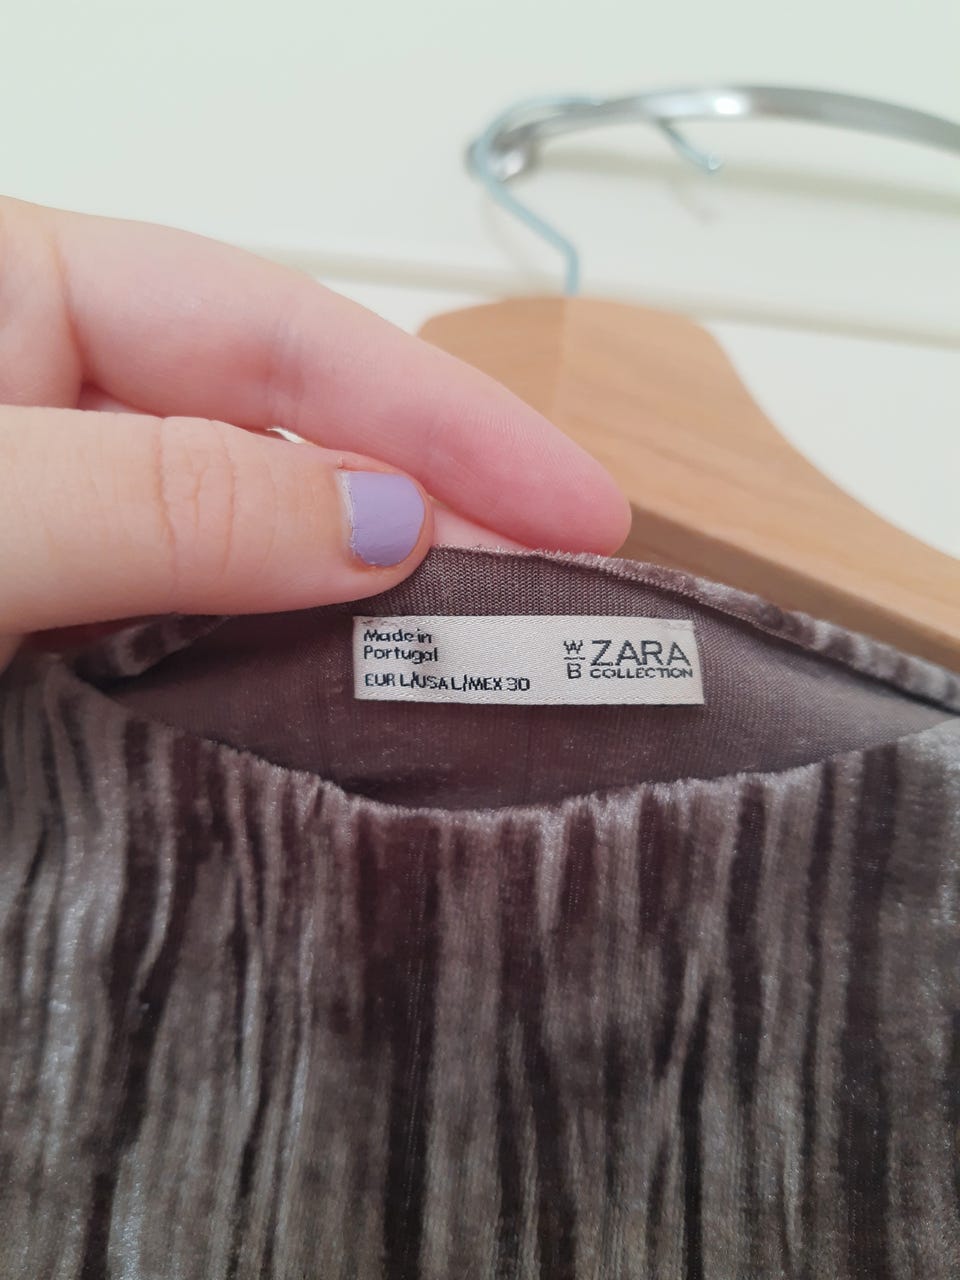 Made in
Portugal
EUR L/USA L/MEX 30
W
B
ZARA
COLLECTION